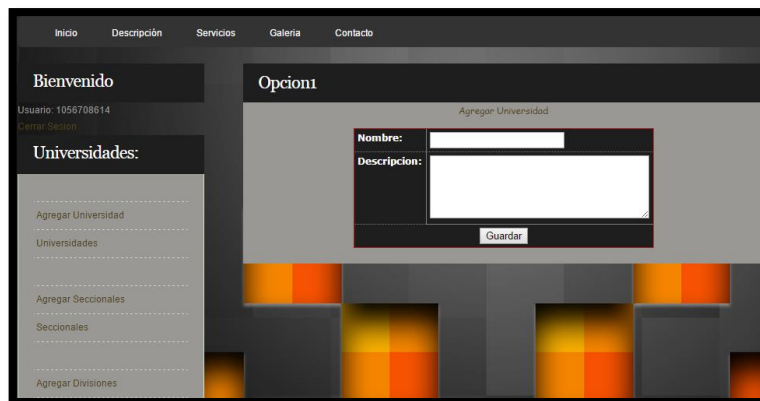 Inicio Descripción Servicios Galeria Contacto
Bienvenido
Usuario: 1056708614
Cerrar Sesion
Universidades:
Agregar Universidad
Universidades
Agregar Seccionales
Seccionales
Agregar Divisiones
Opcion1
Agregar Universidad
Nombre:
Descripcion:
Guardar